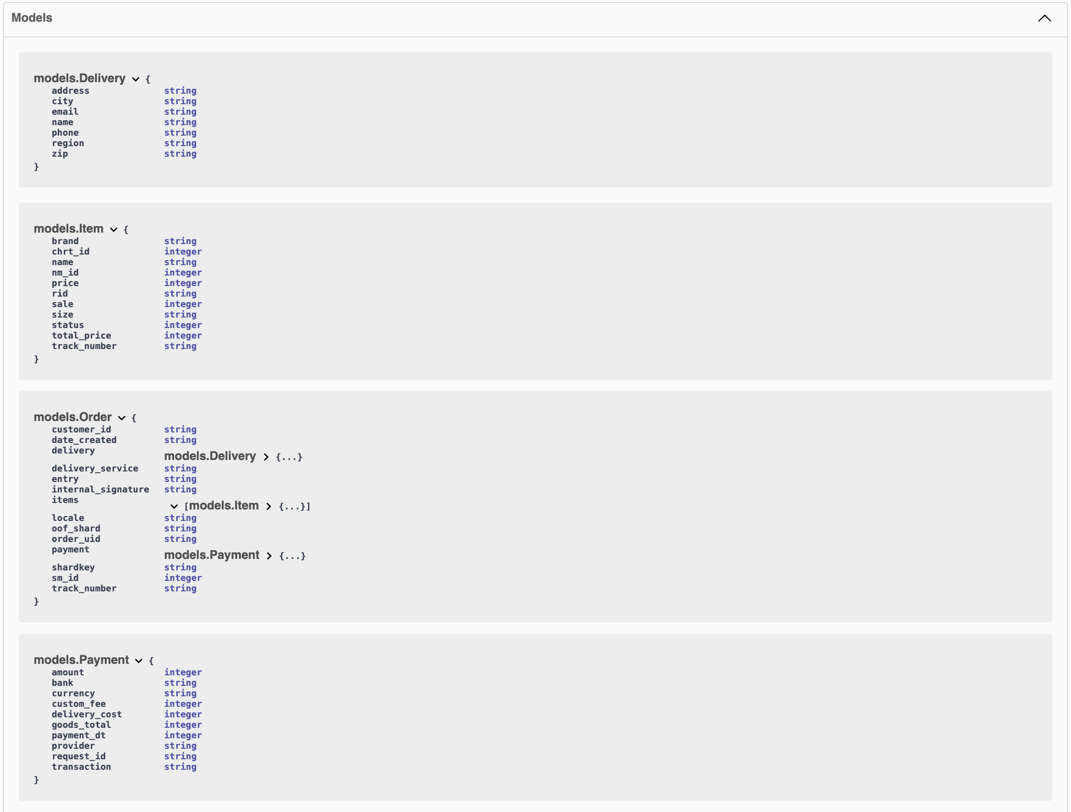 Models
models.Delivery {
address string
city string
email string
name string
phone string
region string
zip string
}
models.Item {
brand string
chrt_id integer
name string
nm_id integer
price integer
rid string
sale integer
size string
status integer
total_price integer
track_number string
}
models.Order {
customer_id string
date_created string
delivery models.Delivery {...}
delivery_service string
entry string
internal_signature string
items [models.Item {...}]
locale string
oof_shard string
order_uid string
payment models.Payment {...}
shardkey string
sm_id integer
track_number string
}
models.Payment {
amount integer
bank string
currency string
custom_fee integer
delivery_cost integer
goods_total integer
payment_dt integer
provider string
request_id string
transaction string
}